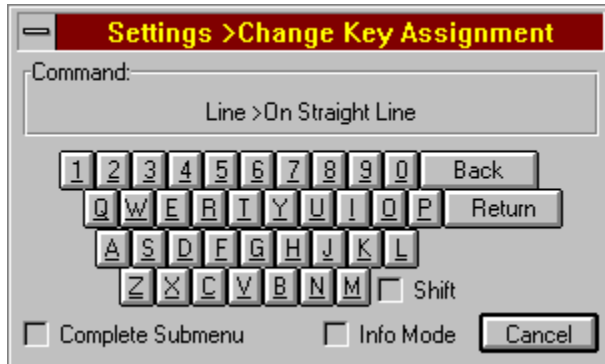 Settings >Change Key Assignment
Command:
Line >On Straight Line
1 2 3 4 5 6 7 8 9 0 Back
Q W E R T Y U I O P Return
A S D F G H J K L
Z X C V B N M Shift
Complete Submenu Info Mode Cancel